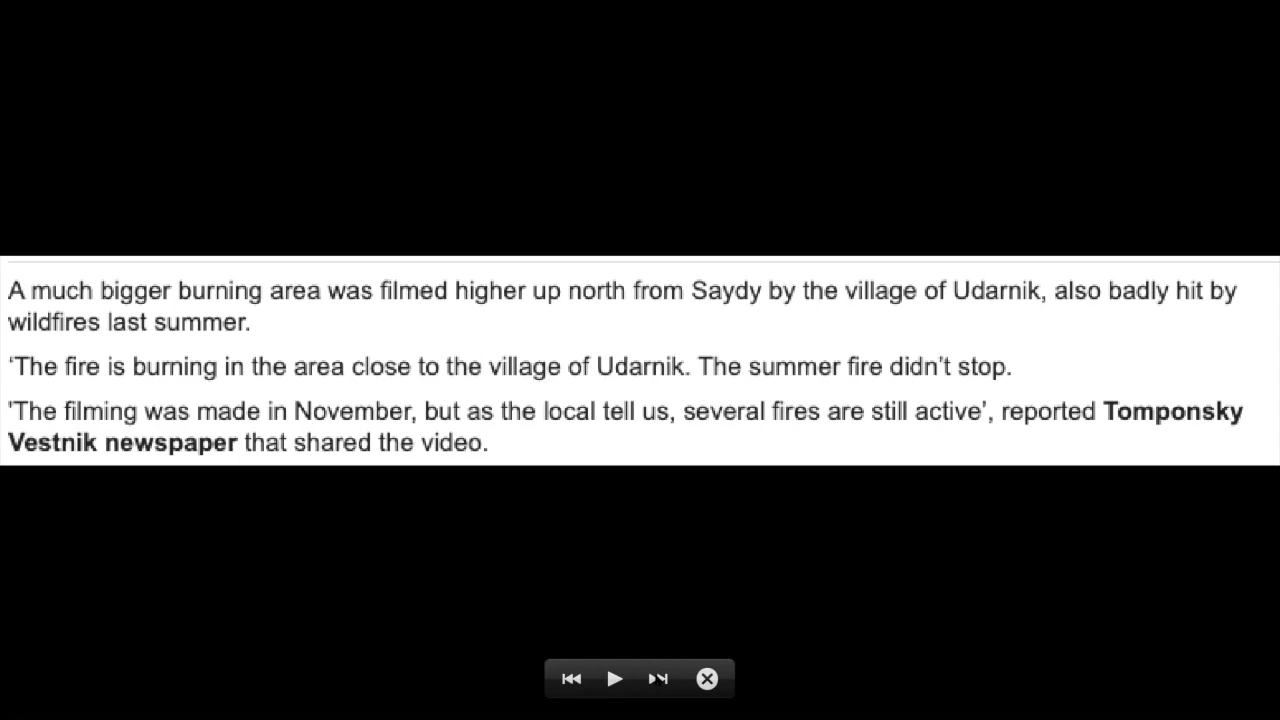 A much bigger burning area was filmed higher up north from Saydy by the village of Udarnik, also badly hit by
wildfires last summer.
‘The fire is burning in the area close to the village of Udarnik. The summer fire didn’t stop.
'The filming was made in November, but as the local tell us, several fires are still active’, reported Tomponsky
Vestnik newspaper that shared the video.